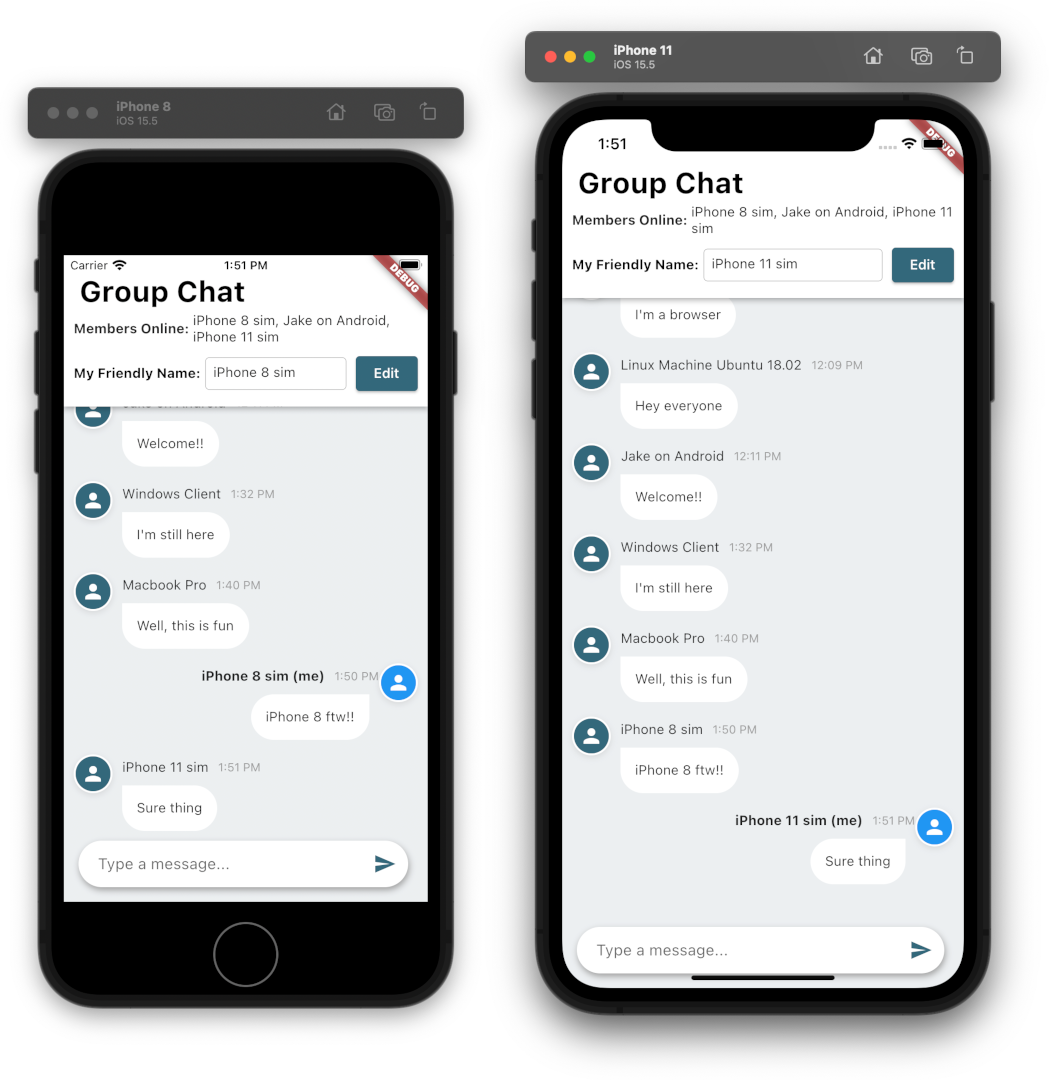 iPhone 8
iOS 15.5
Carrier
1:51 PM
DEBUG
Group Chat
Members Online: iPhone 8 sim, Jake on Android,
iPhone 11 sim
My Friendly Name: iPhone 8 sim Edit
Welcome!!
Windows Client 1:32 PM
I'm still here
Macbook Pro 1:40 PM
Well, this is fun
iPhone 8 sim (me) 1:50 PM
iPhone 8 ftw!!
iPhone 11 sim 1:51 PM
Sure thing
Type a message...
iPhone 11
iOS 15.5
1:51
DEBUG
Group Chat
Members Online: iPhone 8 sim, Jake on Android, iPhone 11
sim
My Friendly Name: iPhone 11 sim Edit
I'm a browser
Linux Machine Ubuntu 18.02 12:09 PM
Hey everyone
Jake on Android 12:11 PM
Welcome!!
Windows Client 1:32 PM
I'm still here
Macbook Pro 1:40 PM
Well, this is fun
iPhone 8 sim 1:50 PM
iPhone 8 ftw!!
iPhone 11 sim (me) 1:51 PM
Sure thing
Type a message...